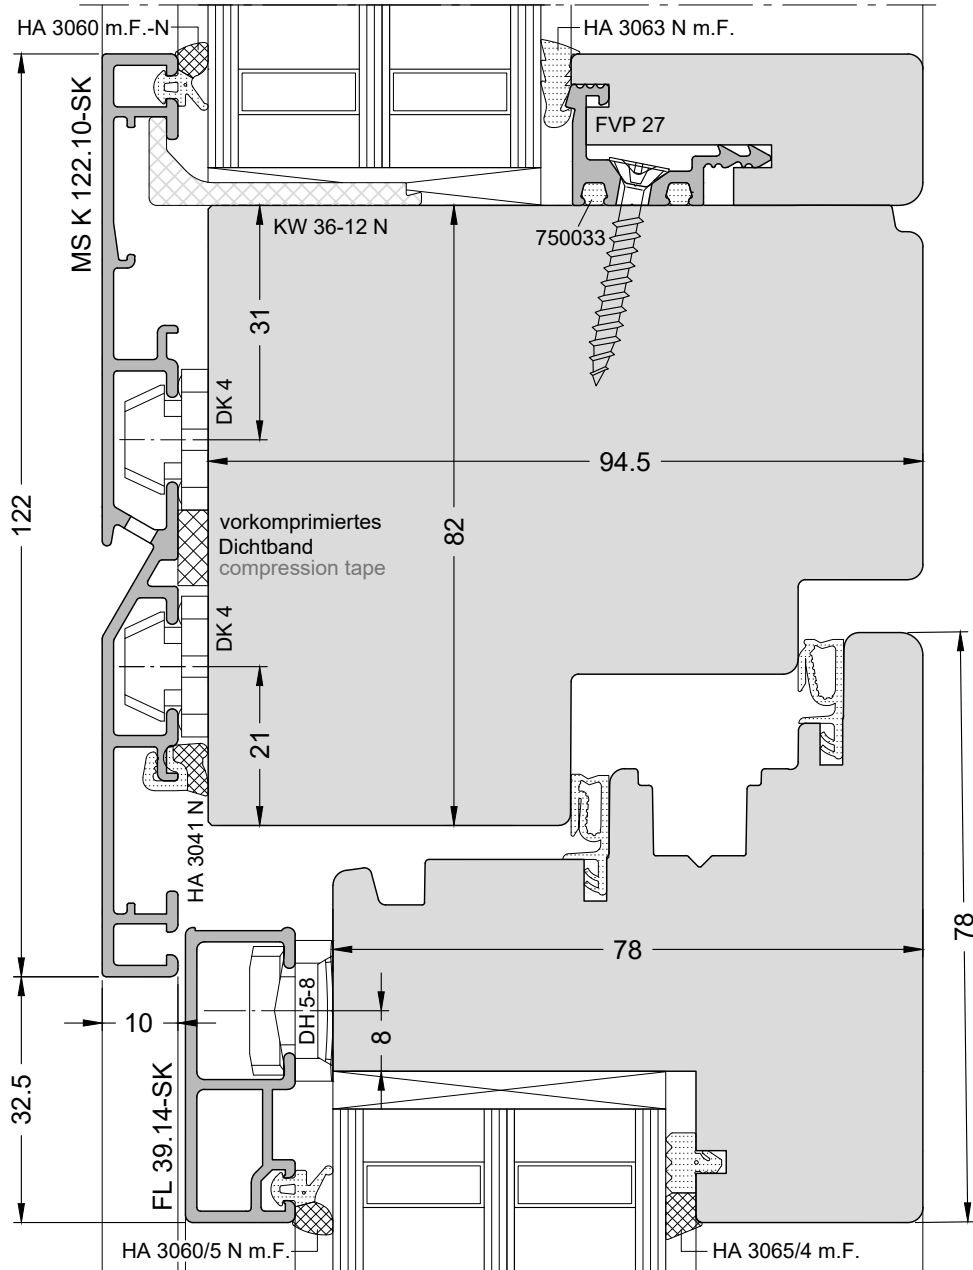 HA 3060 m.F.-N
HA 3063 N m.F.
MS K 122.10-SK
FVP 27
KW 36-12 N
750033
31
DK 4
94.5
122
82
vorkomprimiertes
Dichtband
compression tape
DK 4
21
HA 3041 N
78
78
10
DH 5-8
8
32.5
FL 39.14-SK
HA 3060/5 N m.F.
HA 3065/4 m.F.